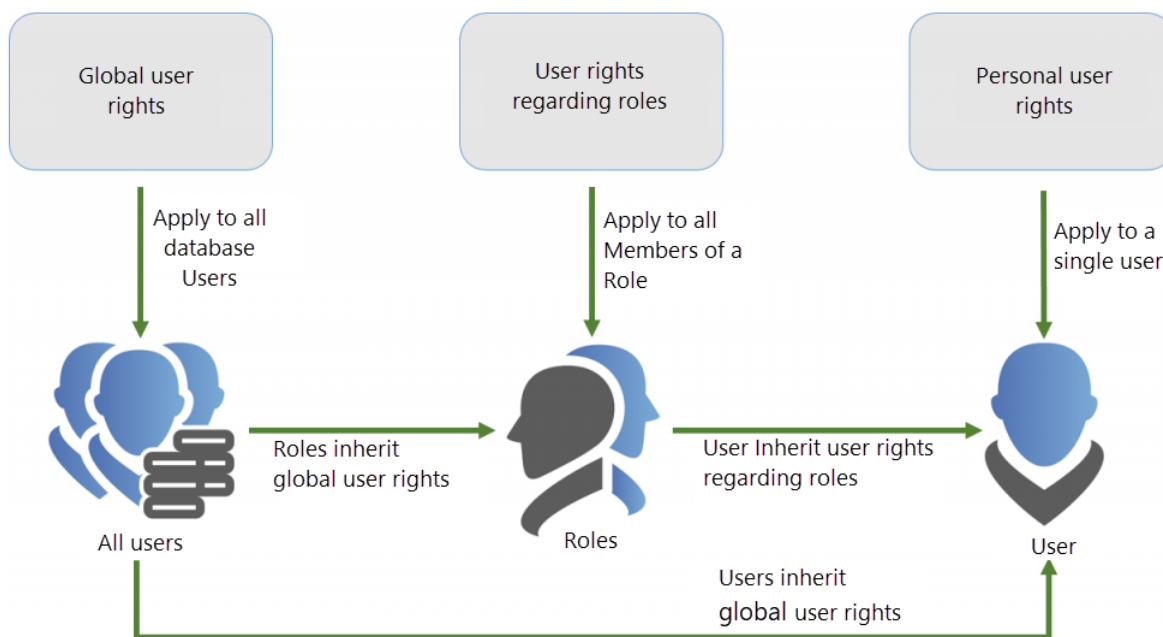 Global user
rights
User rights
regarding roles
Personal user
rights
Apply to all
database
Users
Apply to all
Members of a
Role
Apply to a
single user
Roles inherit
global user rights
User Inherit user rights
regarding roles
All users
Roles
User
Users inherit
global user rights